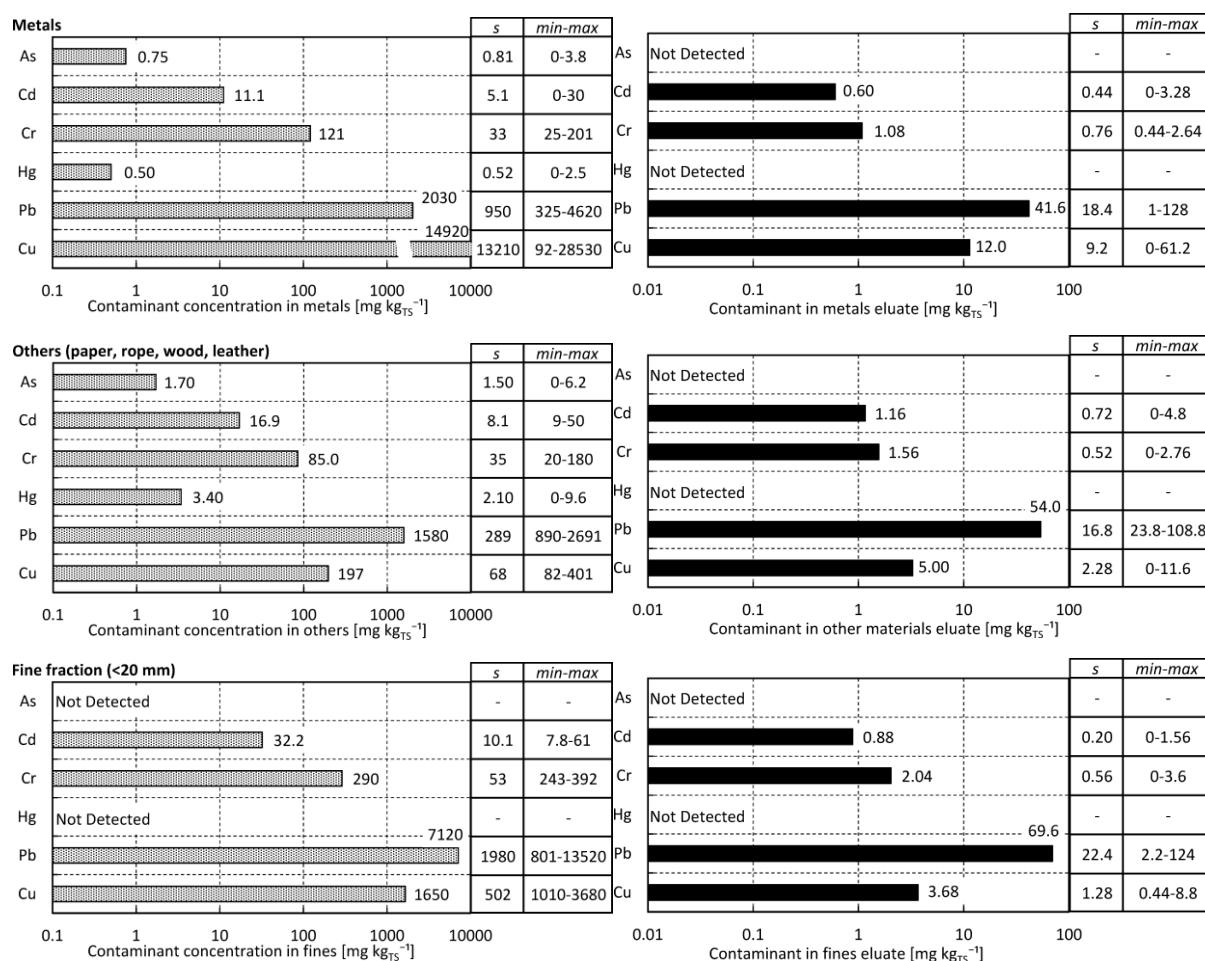 Metals
s min-max
As 0.75 0.81 0-3.8
Cd 11.1 5.1 0-30
Cr 121 33 25-201
Hg 0.50 0.52 0-2.5
Pb 2030 950 325-4620
Cu 14920 13210 92-28530
0.1 1 10 100 1000 10000
Contaminant concentration in metals [mg kgTS⁻¹]
s min-max
As Not Detected - -
Cd 0.60 0.44 0-3.28
Cr 1.08 0.76 0.44-2.64
Hg Not Detected - -
Pb 41.6 18.4 1-128
Cu 12.0 9.2 0-61.2
0.01 0.1 1 10 100
Contaminant in metals eluate [mg kgTS⁻¹]
Others (paper, rope, wood, leather)
s min-max
As 1.70 1.50 0-6.2
Cd 16.9 8.1 9-50
Cr 85.0 35 20-180
Hg 3.40 2.10 0-9.6
Pb 1580 289 890-2691
Cu 197 68 82-401
0.1 1 10 100 1000 10000
Contaminant concentration in others [mg kgTS⁻¹]
s min-max
As Not Detected - -
Cd 1.16 0.72 0-4.8
Cr 1.56 0.52 0-2.76
Hg Not Detected - -
Pb 54.0 16.8 23.8-108.8
Cu 5.00 2.28 0-11.6
0.01 0.1 1 10 100
Contaminant in other materials eluate [mg kgTS⁻¹]
Fine fraction (<20 mm)
s min-max
As Not Detected - -
Cd 32.2 10.1 7.8-61
Cr 290 53 243-392
Hg Not Detected - -
Pb 7120 1980 801-13520
Cu 1650 502 1010-3680
0.1 1 10 100 1000 10000
Contaminant concentration in fines [mg kgTS⁻¹]
s min-max
As Not Detected - -
Cd 0.88 0.20 0-1.56
Cr 2.04 0.56 0-3.6
Hg Not Detected - -
Pb 69.6 22.4 2.2-124
Cu 3.68 1.28 0.44-8.8
0.01 0.1 1 10 100
Contaminant in fines eluate [mg kgTS⁻¹]